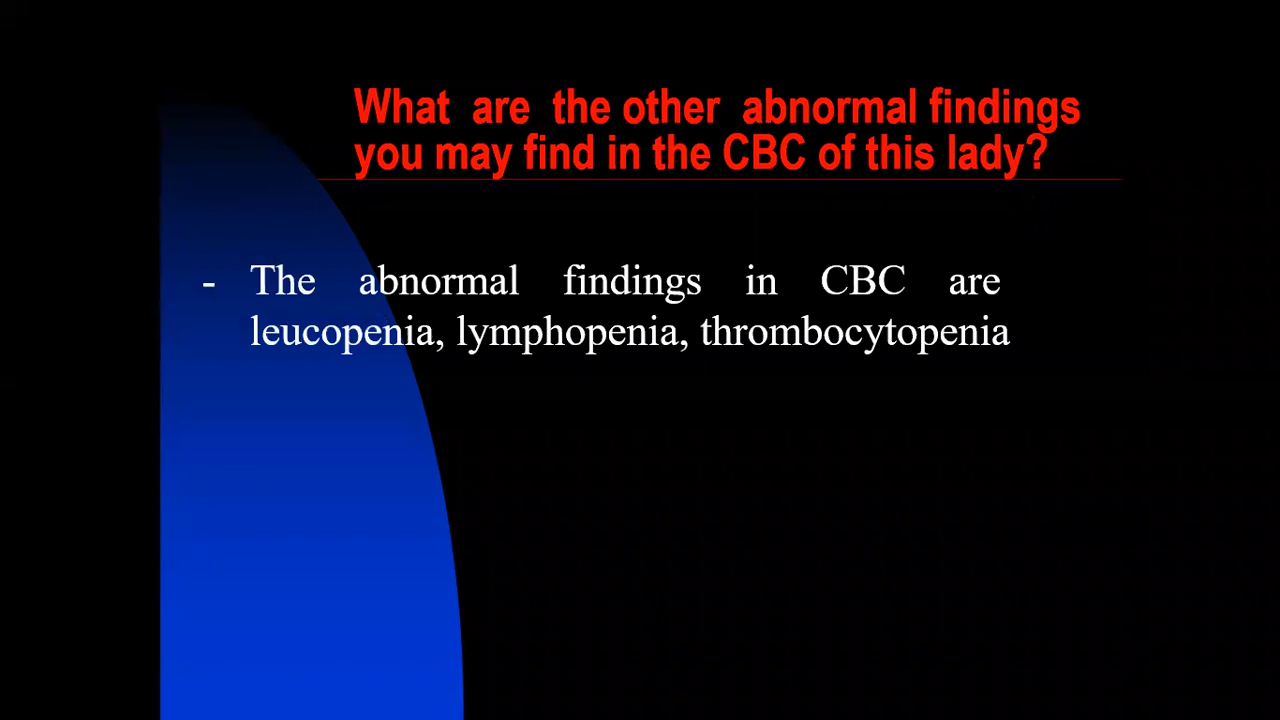 What are the other abnormal findings
you may find in the CBC of this lady?
- The abnormal findings in CBC are
leucopenia, lymphopenia, thrombocytopenia